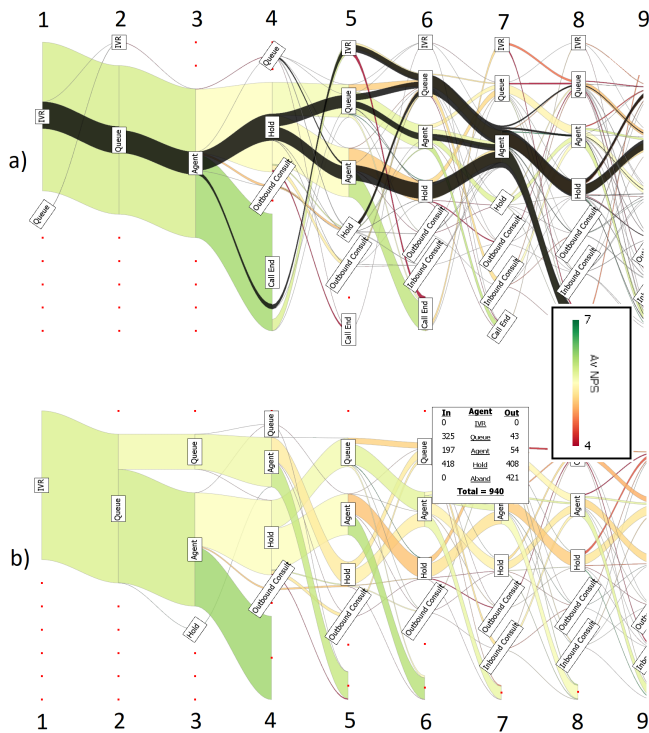 1 2 3 4 5 6 7 8 9
IVR
Queue
IVR
Queue
Agent
Queue
Hold
Outbound Consult
Call End
IVR
Queue
Agent
Hold
Outbound Consult
Call End
IVR
Queue
Agent
Hold
Outbound Consult
Inbound Consult
Call End
IVR
Queue
Agent
Hold
Outbound Consult
Inbound Consult
Call End
IVR
Queue
Agent
Hold
Outbound Consult
Inbound Consult
a)
7
Av NPS
4
In Agent Out
0 IVR 0
325 Queue 43
197 Agent 54
418 Hold 408
0 Aband 421
Total = 940
b)
IVR
Queue
Queue
Agent
Hold
Queue
Agent
Hold
Outbound Consult
Queue
Agent
Hold
Outbound Consult
Queue
Agent
Hold
Agent
Hold
Outbound Consult
Inbound Consult
Agent
Hold
Outbound Consult
Inbound Consult
1 2 3 4 5 6 7 8 9